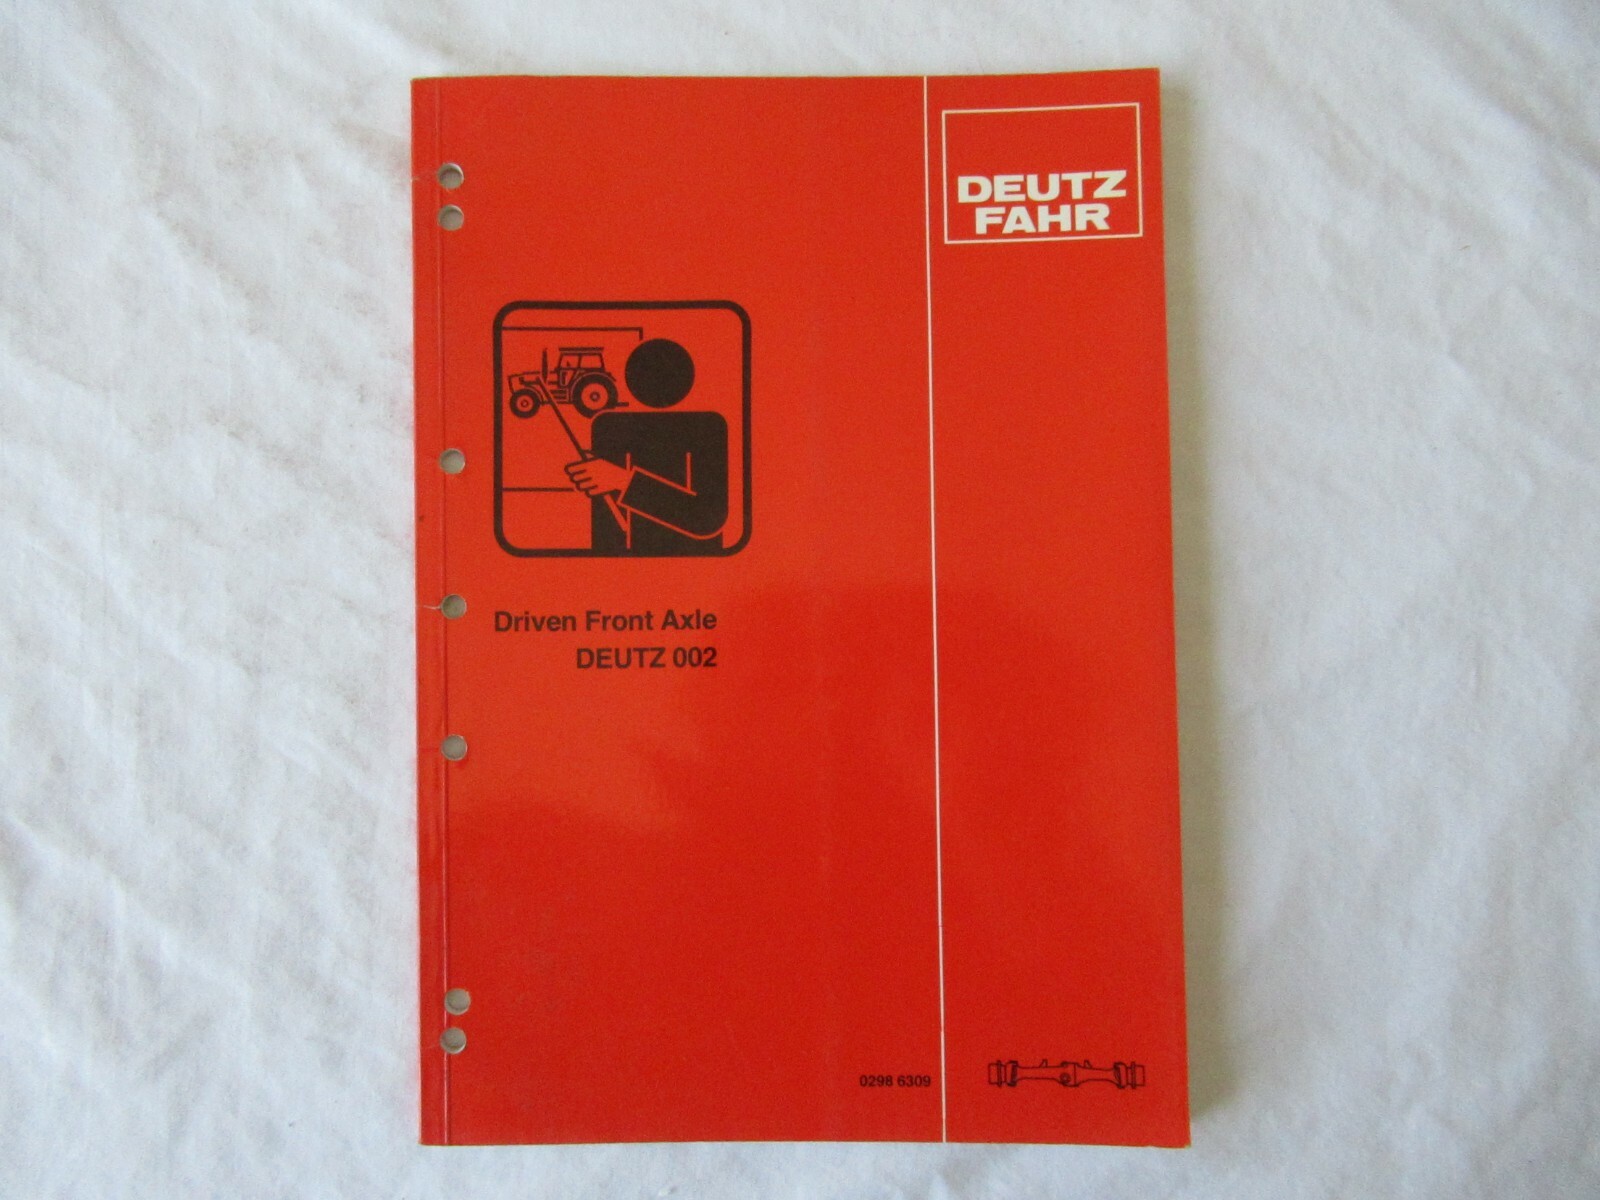 DEUTZ
FAHR
Driven Front Axle
DEUTZ 002
0298 6309